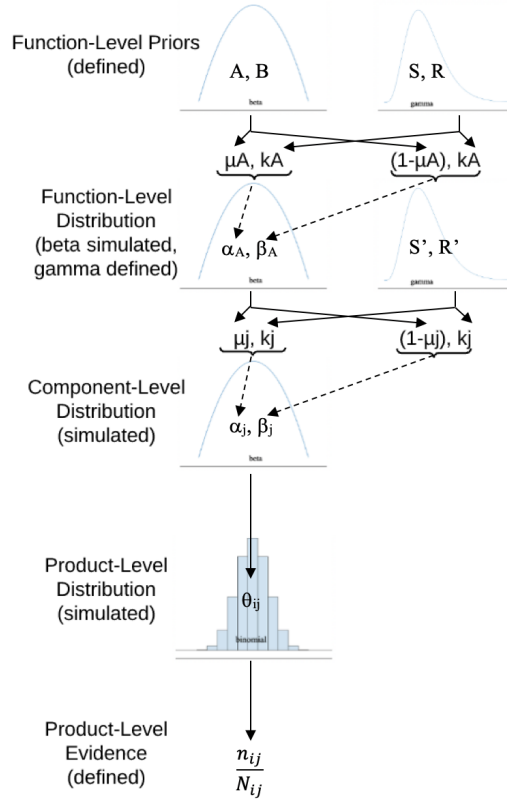 Function-Level Priors
(defined)
A, B
S, R
beta
gamma
μA, kA
(1-μA), kA
Function-Level
Distribution
(beta simulated,
gamma defined)
αA, βA
S’, R’
beta
gamma
μj, kj
(1-μj), kj
Component-Level
Distribution
(simulated)
αj, βj
beta
Product-Level
Distribution
(simulated)
θij
binomial
Product-Level
Evidence
(defined)
nij
Nij